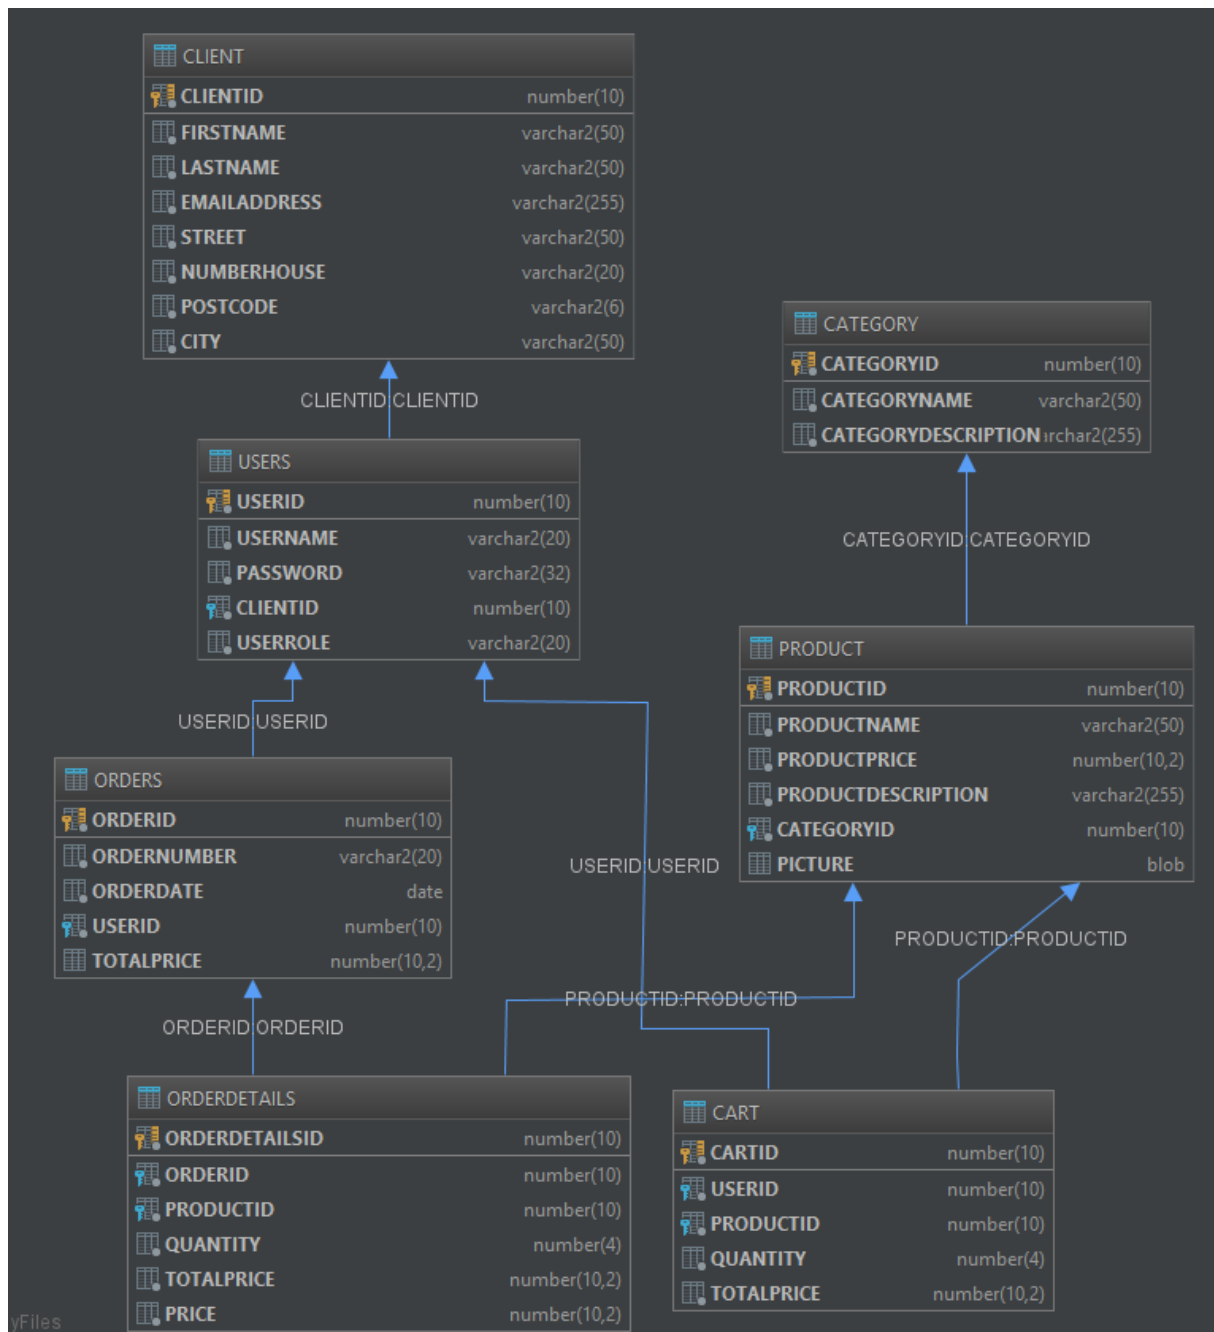 CLIENT
CLIENTID number(10)
FIRSTNAME varchar2(50)
LASTNAME varchar2(50)
EMAILADDRESS varchar2(255)
STREET varchar2(50)
NUMBERHOUSE varchar2(20)
POSTCODE varchar2(6)
CITY varchar2(50)
CLIENTID:CLIENTID
USERS
USERID number(10)
USERNAME varchar2(20)
PASSWORD varchar2(32)
CLIENTID number(10)
USERROLE varchar2(20)
CATEGORY
CATEGORYID number(10)
CATEGORYNAME varchar2(50)
CATEGORYDESCRIPTION rchar2(255)
CATEGORYID:CATEGORYID
PRODUCT
PRODUCTID number(10)
PRODUCTNAME varchar2(50)
PRODUCTPRICE number(10,2)
PRODUCTDESCRIPTION varchar2(255)
CATEGORYID number(10)
PICTURE blob
USERID:USERID
ORDERS
ORDERID number(10)
ORDERNUMBER varchar2(20)
ORDERDATE date
USERID number(10)
TOTALPRICE number(10,2)
USERID:USERID
PRODUCTID:PRODUCTID
PRODUCTID:PRODUCTID
ORDERID:ORDERID
ORDERDETAILS
ORDERDETAILSID number(10)
ORDERID number(10)
PRODUCTID number(10)
QUANTITY number(4)
TOTALPRICE number(10,2)
PRICE number(10,2)
CART
CARTID number(10)
USERID number(10)
PRODUCTID number(10)
QUANTITY number(4)
TOTALPRICE number(10,2)
yFiles